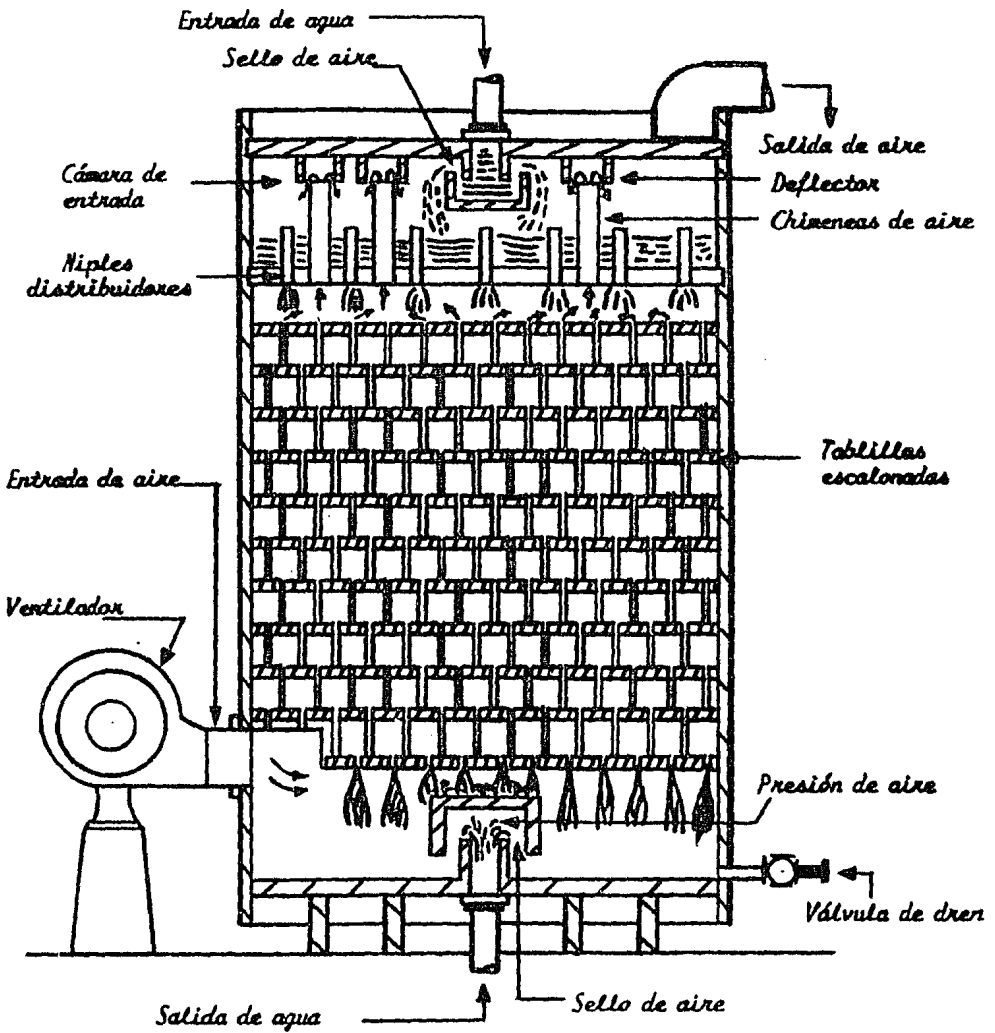 Entrada de agua
Sello de aire
Salida de aire
Cámara de
entrada
Deflector
Chimeneas de aire
Niples
distribuidores
Tablillas
escalonadas
Entrada de aire
Ventilador
Presión de aire
Válvula de dren
Sello de aire
Salida de agua